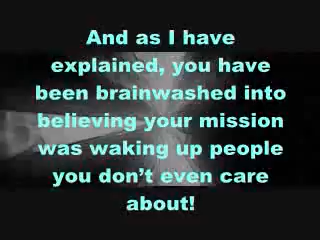 And as I have
explained, you have
been brainwashed into
believing your mission
was waking up people
you don't even care
about!